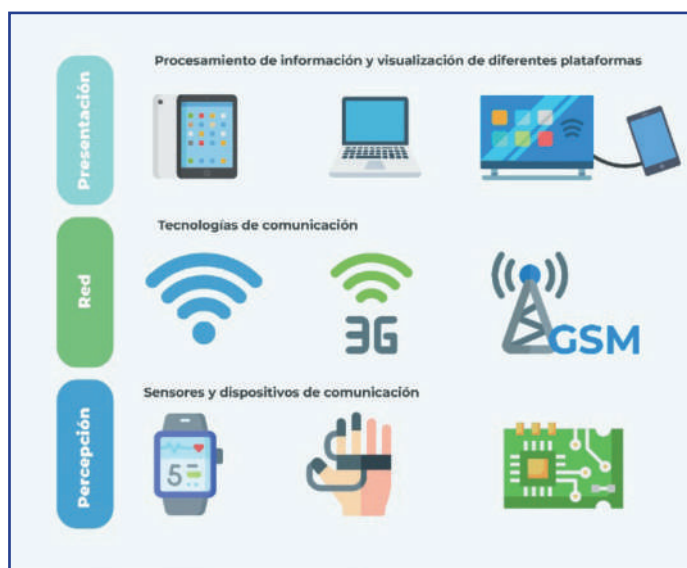 Procesamiento de información y visualización de diferentes plataformas
Presentación
Tecnologías de comunicación
Red
3G
GSM
Sensores y dispositivos de comunicación
Percepción
5